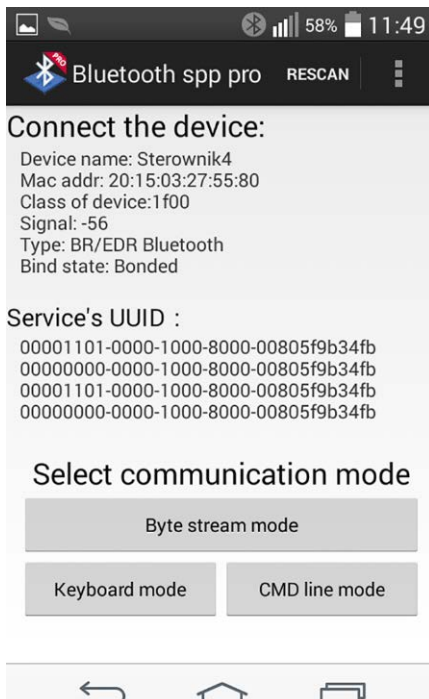 58% 11:49
PRO
Bluetooth spp pro RESCAN
Connect the device:
Device name: Sterownik4
Mac addr: 20:15:03:27:55:80
Class of device:1f00
Signal: -56
Type: BR/EDR Bluetooth
Bind state: Bonded
Service's UUID :
00001101-0000-1000-8000-00805f9b34fb
00000000-0000-1000-8000-00805f9b34fb
00001101-0000-1000-8000-00805f9b34fb
00000000-0000-1000-8000-00805f9b34fb
Select communication mode
Byte stream mode
Keyboard mode CMD line mode